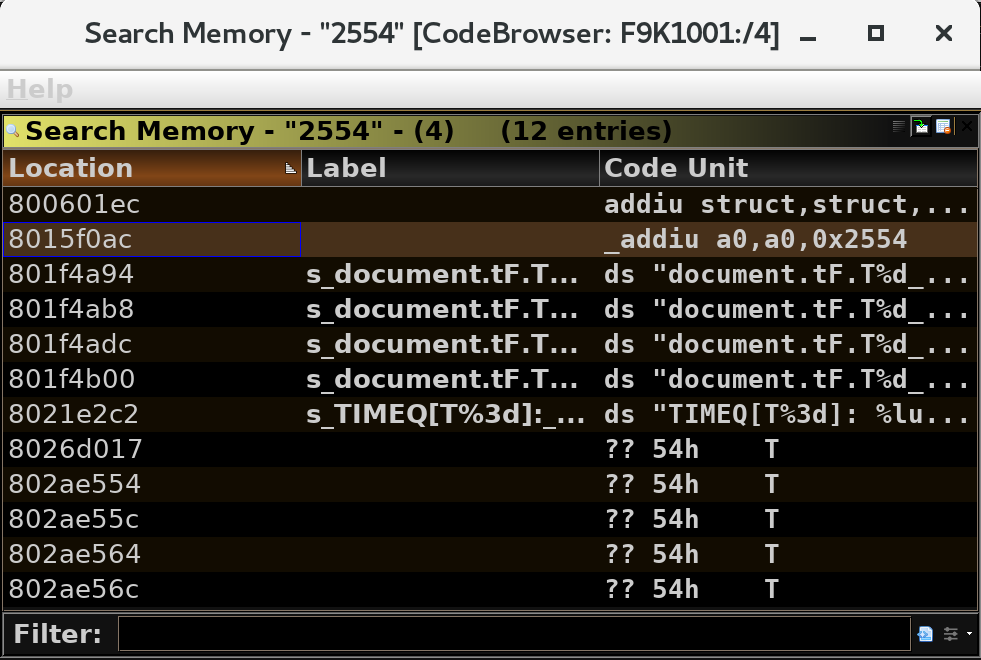 Search Memory - "2554" [CodeBrowser: F9K1001:/4]
Help
Search Memory - "2554" - (4) (12 entries)
Location Label Code Unit
800601ec addiu struct,struct,...
8015f0ac _addiu a0,a0,0x2554
801f4a94 s_document.tF.T... ds "document.tF.T%d_...
801f4ab8 s_document.tF.T... ds "document.tF.T%d_...
801f4adc s_document.tF.T... ds "document.tF.T%d_...
801f4b00 s_document.tF.T... ds "document.tF.T%d_...
8021e2c2 s_TIMEQ[T%3d]:_... ds "TIMEQ[T%3d]: %lu...
8026d017 ?? 54h T
802ae554 ?? 54h T
802ae55c ?? 54h T
802ae564 ?? 54h T
802ae56c ?? 54h T
Filter: